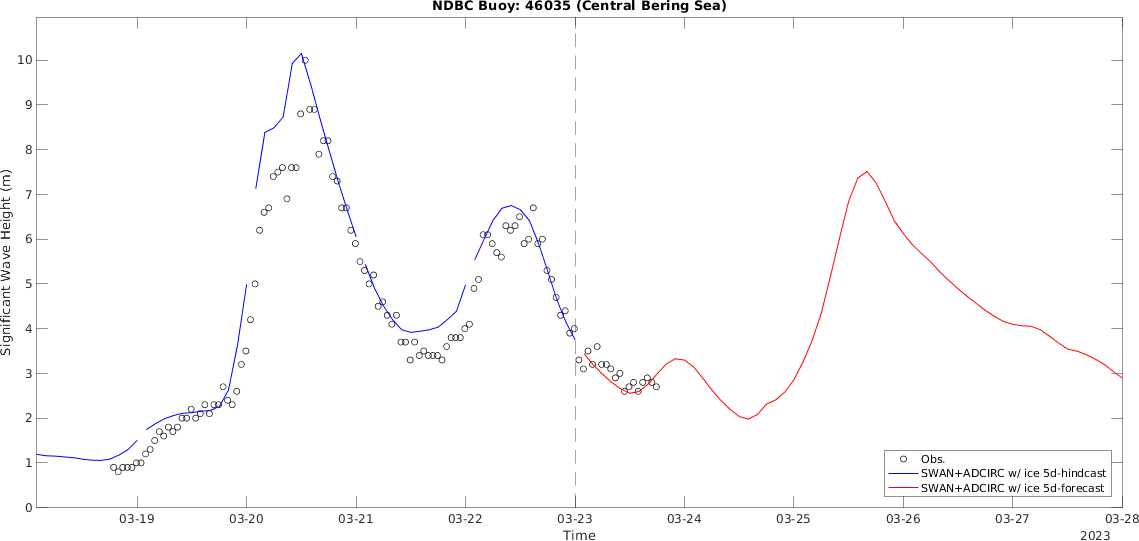 NDBC Buoy: 46035 (Central Bering Sea)
Significant Wave Height (m)
10
9
8
7
6
5
4
3
2
1
0
Obs.
SWAN+ADCIRC w/ ice 5d-hindcast
SWAN+ADCIRC w/ ice 5d-forecast
03-19 03-20 03-21 03-22 03-23 03-24 03-25 03-26 03-27 03-28
Time
2023